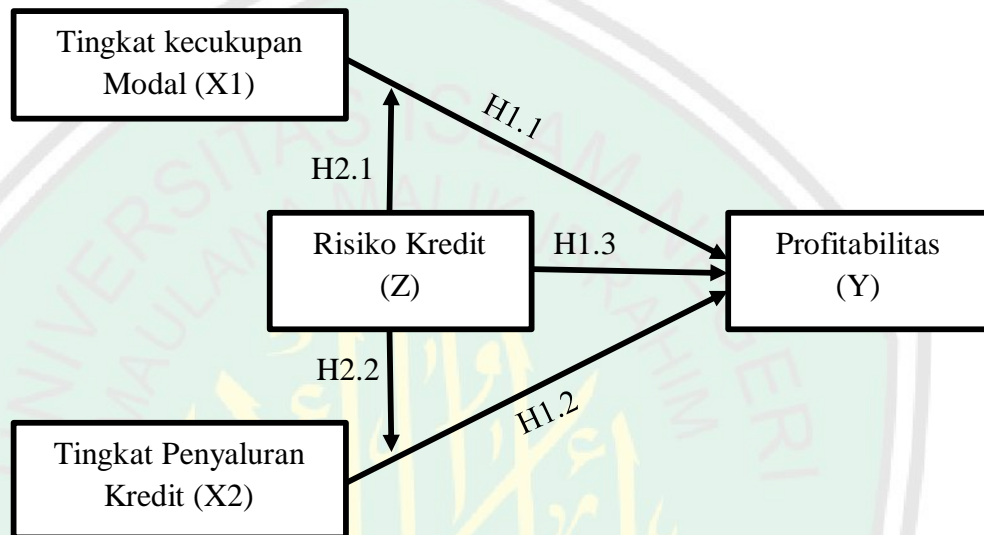 Tingkat kecukupan
Modal (X1)
H1.1
H2.1
Risiko Kredit
(Z)
H1.3
Profitabilitas
(Y)
H2.2
H1.2
Tingkat Penyaluran
Kredit (X2)